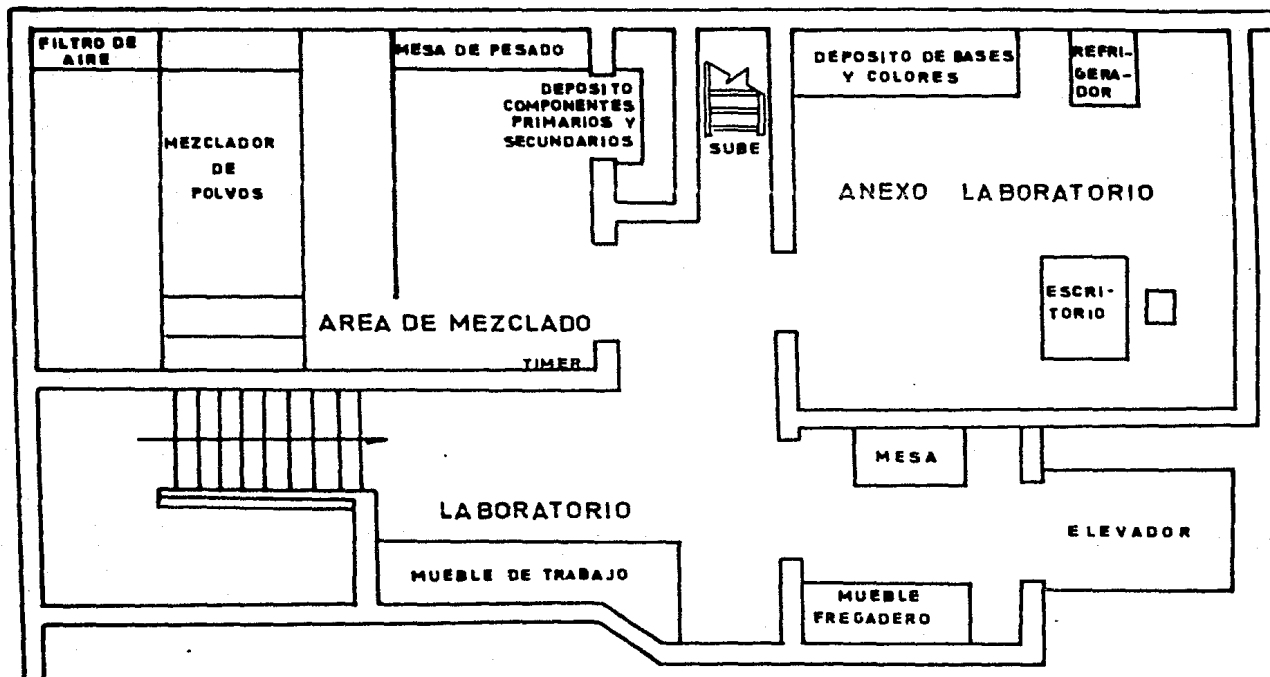 FILTRO DE
AIRE
MESA DE PESADO
DEPOSITO
COMPONENTES
PRIMARIOS Y
SECUNDARIOS
MEZCLADOR
DE
POLVOS
SUBE
DEPOSITO DE BASES
Y COLORES
REFRI-
GERA-
DOR
ANEXO LABORATORIO
ESCRI-
TORIO
AREA DE MEZCLADO
TIMER
MESA
LABORATORIO
ELEVADOR
MUEBLE DE TRABAJO
MUEBLE
FREGADERO